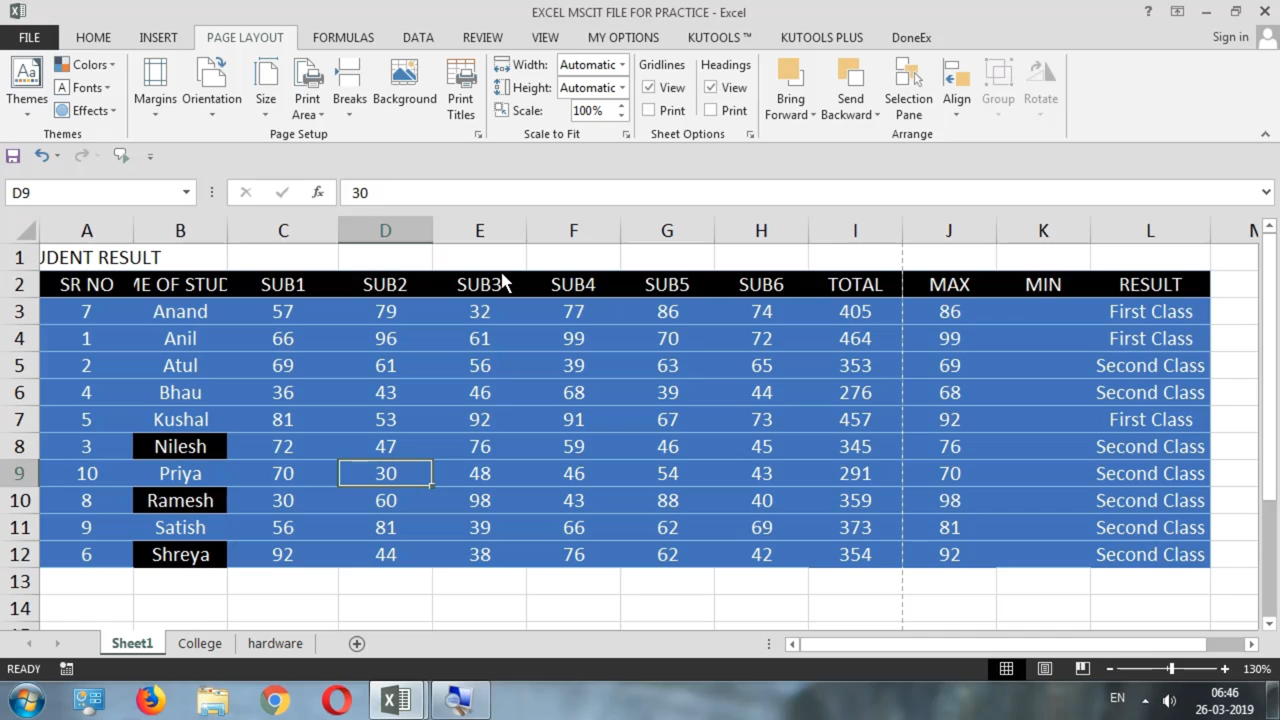 EXCEL MSCIT FILE FOR PRACTICE - Excel
FILE HOME INSERT PAGE LAYOUT FORMULAS DATA REVIEW VIEW MY OPTIONS KUTOOLS ™ KUTOOLS PLUS DoneEx Sign in
Themes Colors Fonts Effects
Themes
Margins Orientation Size Print Area Breaks Background Print Titles
Page Setup
Width: Automatic
Height: Automatic
Scale: 100%
Scale to Fit
Gridlines Headings
View View
Print Print
Sheet Options
Bring Forward Send Backward Selection Pane Align Group Rotate
Arrange
D9 fx 30
A B C D E F G H I J K L
1 UDENT RESULT
2 SR NO ME OF STUD SUB1 SUB2 SUB3 SUB4 SUB5 SUB6 TOTAL MAX MIN RESULT
3 7 Anand 57 79 32 77 86 74 405 86 First Class
4 1 Anil 66 96 61 99 70 72 464 99 First Class
5 2 Atul 69 61 56 39 63 65 353 69 Second Class
6 4 Bhau 36 43 46 68 39 44 276 68 Second Class
7 5 Kushal 81 53 92 91 67 73 457 92 First Class
8 3 Nilesh 72 47 76 59 46 45 345 76 Second Class
9 10 Priya 70 30 48 46 54 43 291 70 Second Class
10 8 Ramesh 30 60 98 43 88 40 359 98 Second Class
11 9 Satish 56 81 39 66 62 69 373 81 Second Class
12 6 Shreya 92 44 38 76 62 42 354 92 Second Class
13
14
Sheet1 College hardware
READY 130%
EN 06:46
26-03-2019